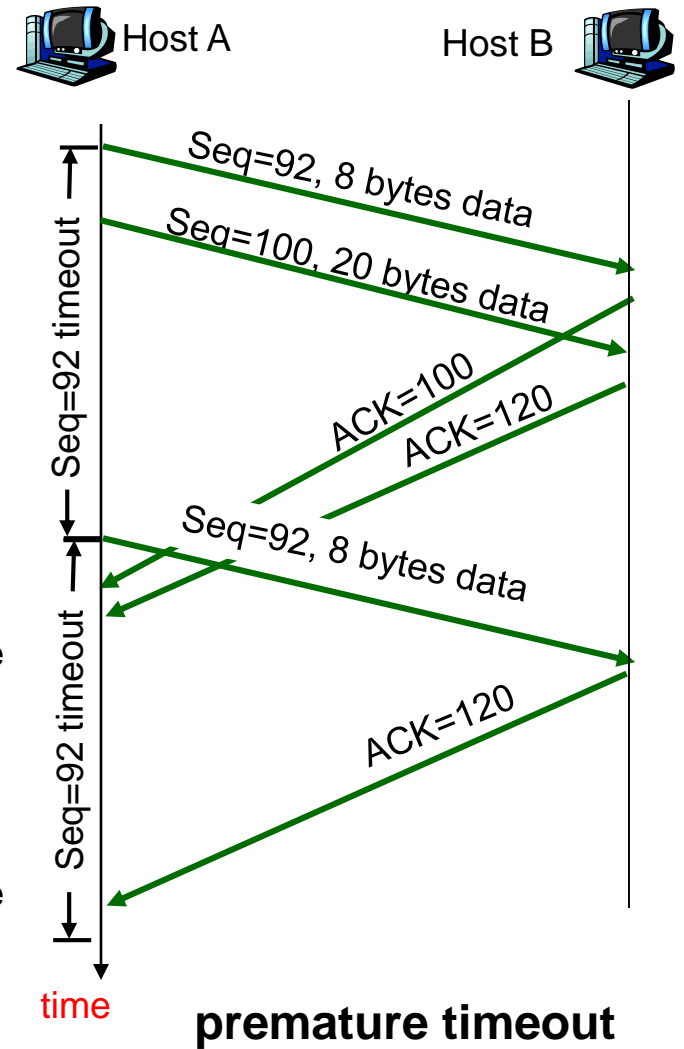 Host A
Host B
Seq=92, 8 bytes data
Seq=100, 20 bytes data
Seq=92 timeout
ACK=100
ACK=120
Seq=92, 8 bytes data
Seq=92 timeout
e
ACK=120
e
time
premature timeout